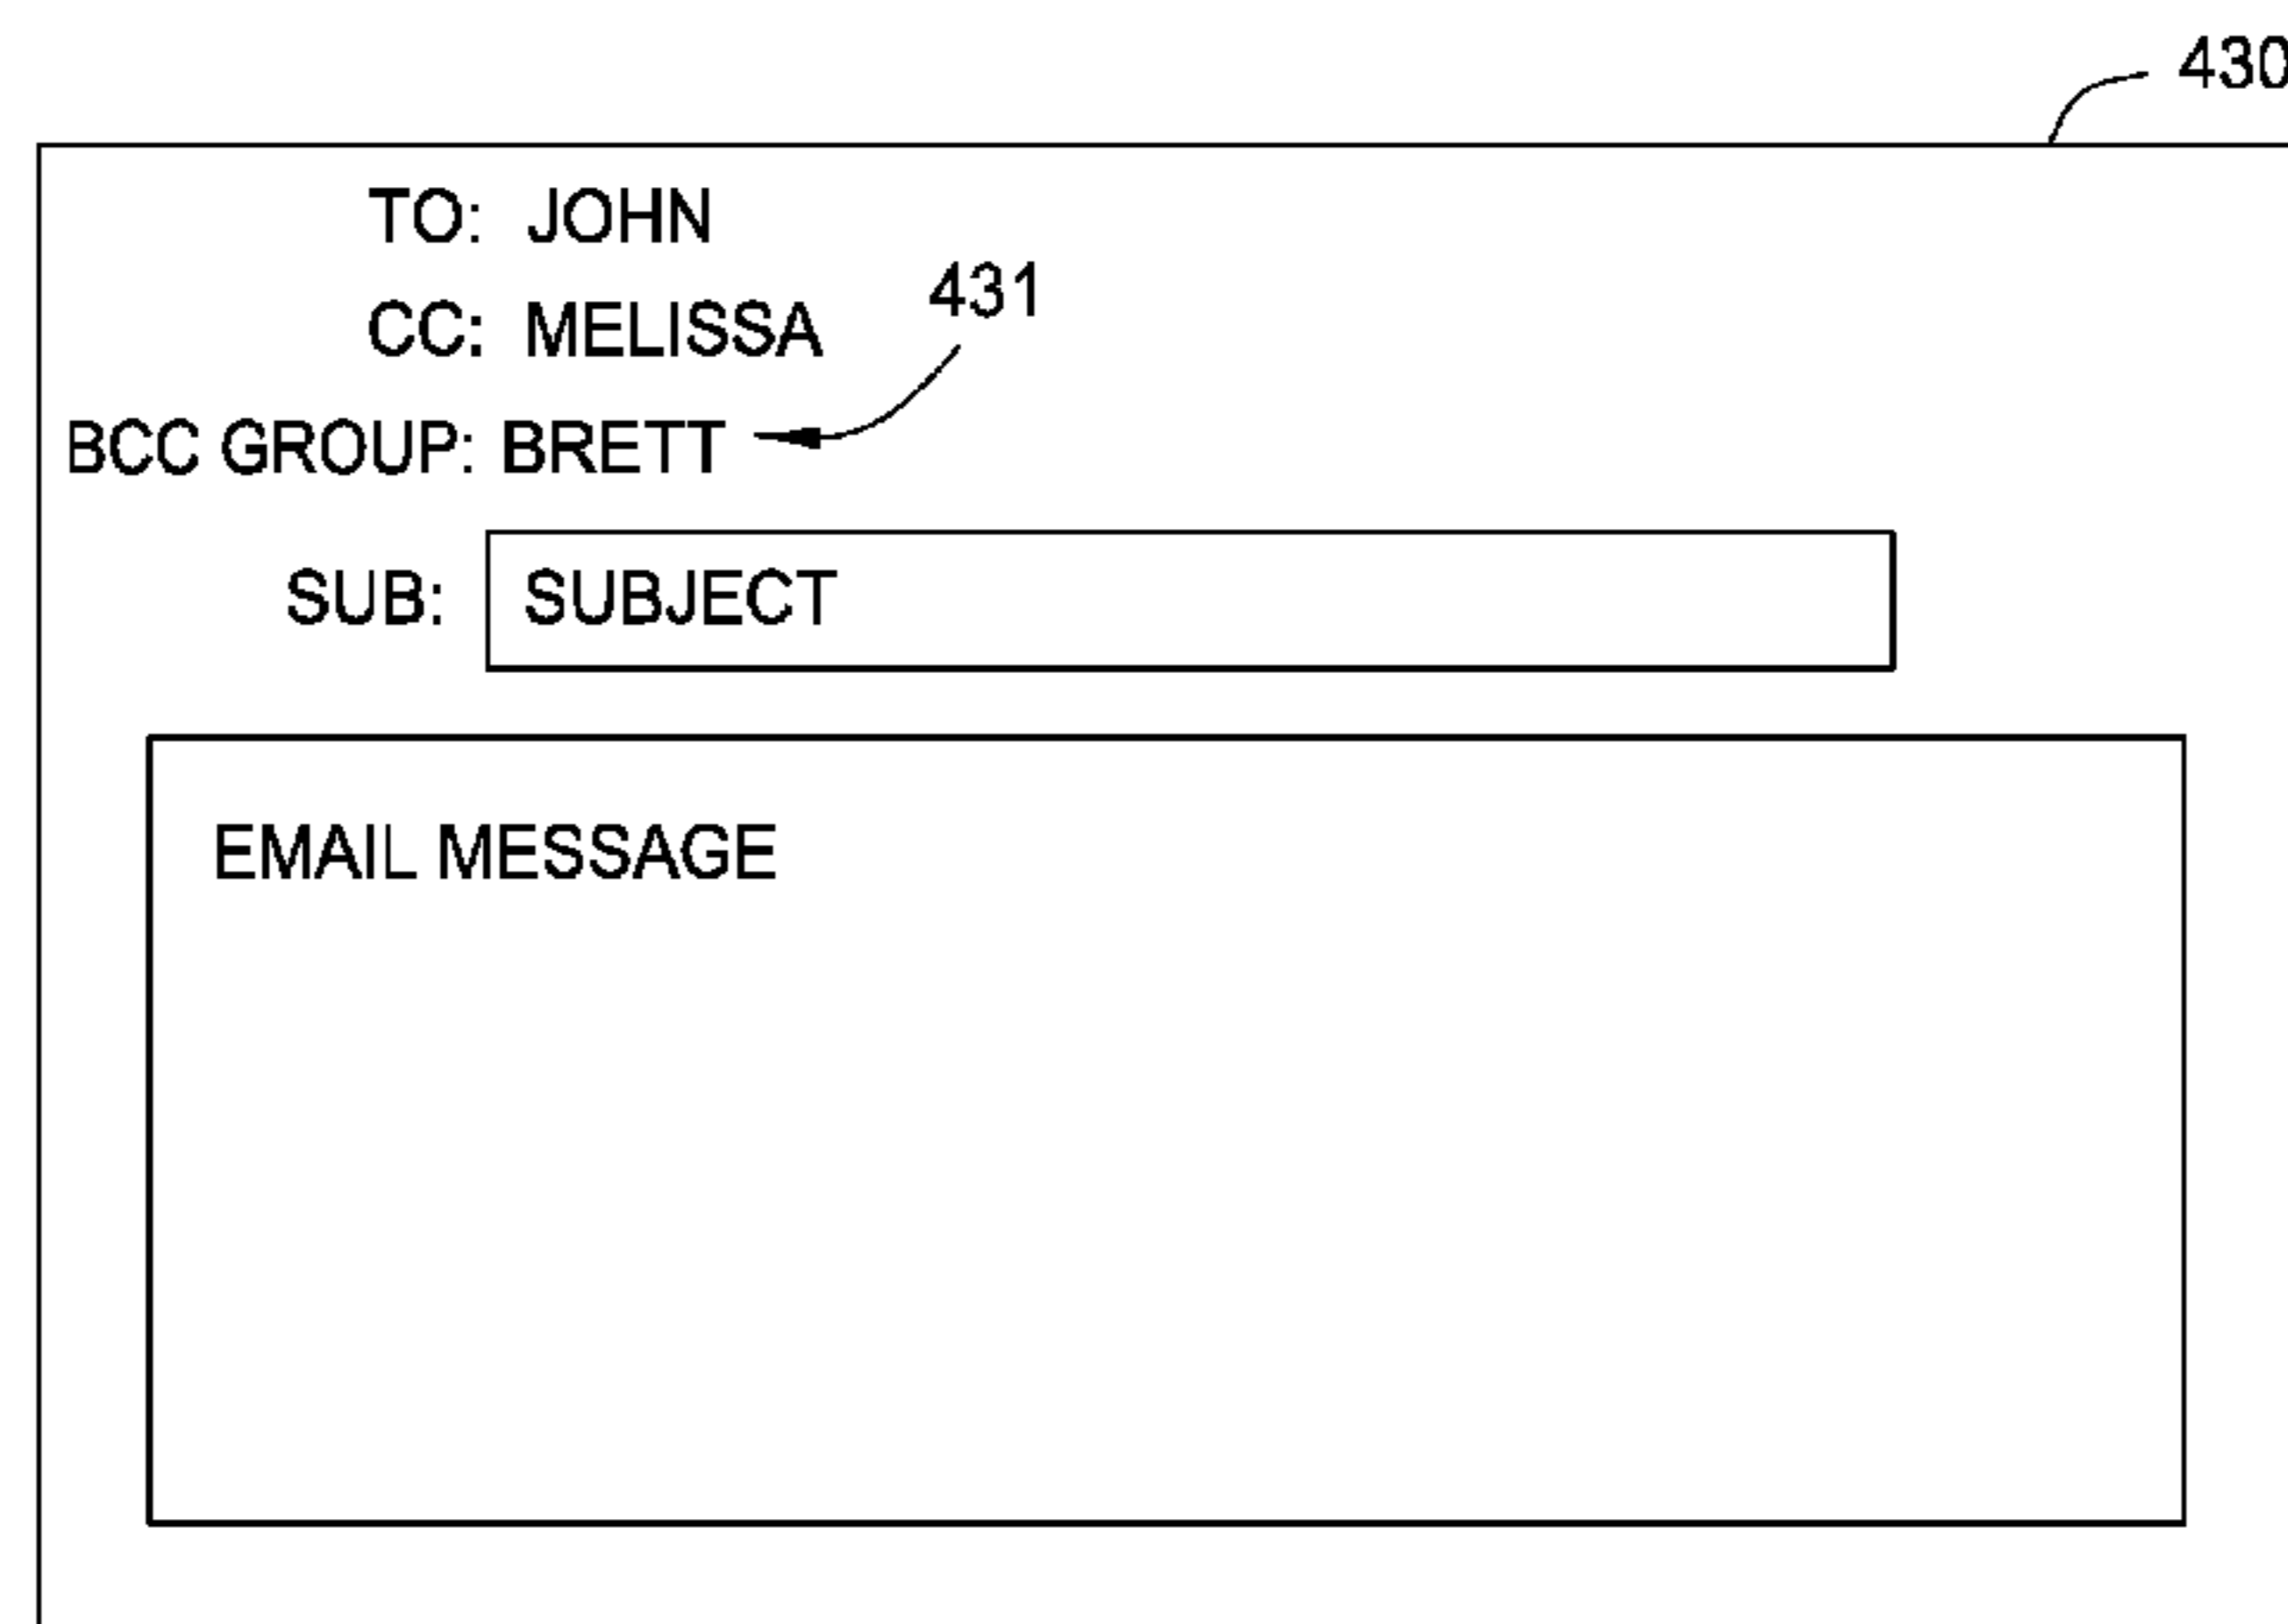 430
TO: JOHN
431
CC: MELISSA
BCC GROUP: BRETT
SUB: SUBJECT
EMAIL MESSAGE